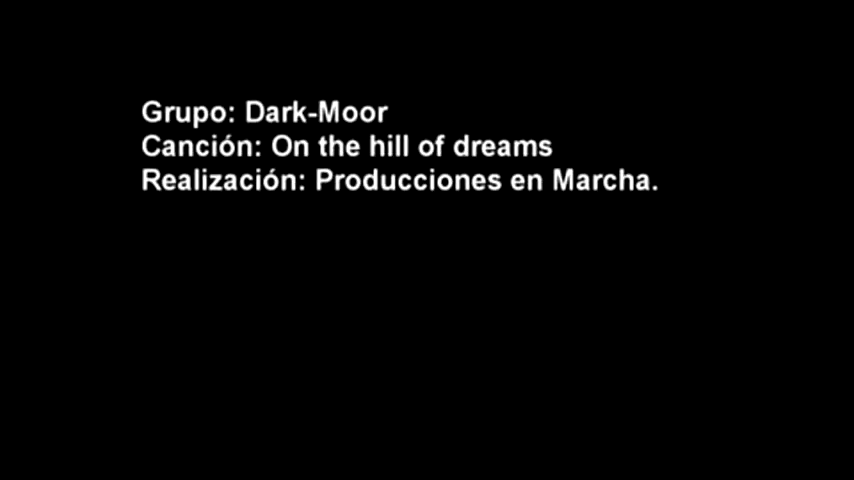 Grupo: Dark-Moor
Canción: On the hill of dreams
Realización: Producciones en Marcha.